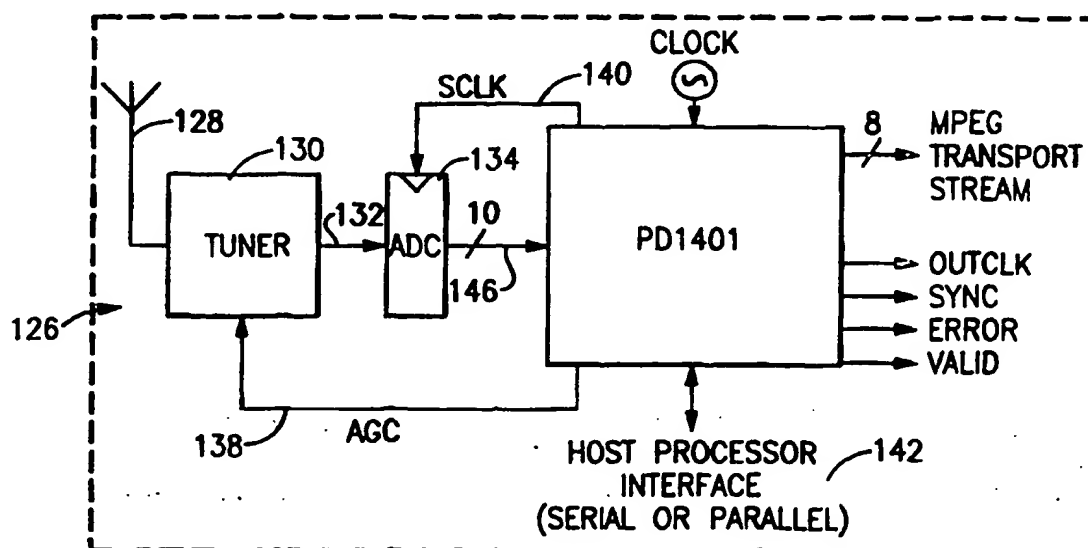 CLOCK
SCLK
140
128
130
134
8
MPEG
TRANSPORT
STREAM
132
10
TUNER
ADC
PD1401
146
OUTCLK
SYNC
ERROR
VALID
126
138
AGC
HOST PROCESSOR
INTERFACE
(SERIAL OR PARALLEL)
142